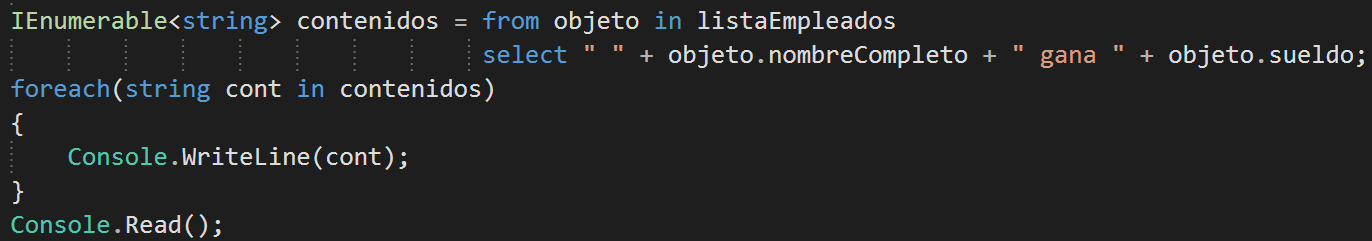 IEnumerable<string> contenidos = from objeto in listaEmpleados
select " " + objeto.nombreCompleto + " gana " + objeto.sueldo;
foreach(string cont in contenidos)
{
Console.WriteLine(cont);
}
Console.Read();